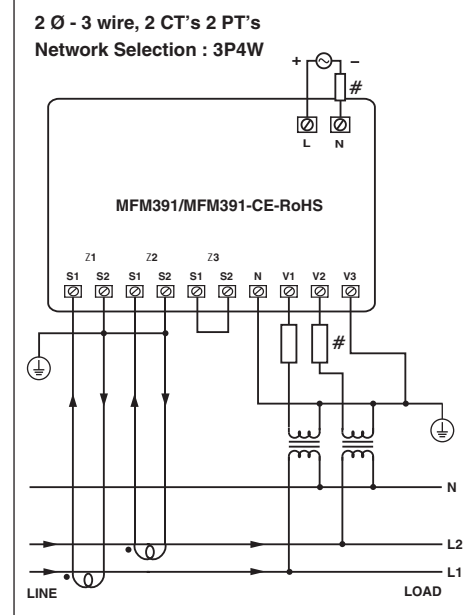 2 Ø - 3 wire, 2 CT's 2 PT's
Network Selection : 3P4W
+ –
#
L N
MFM391/MFM391-CE-RoHS
Z1 Z2 Z3
S1 S2 S1 S2 S1 S2 N V1 V2 V3
#
N
L2
L1
LINE LOAD